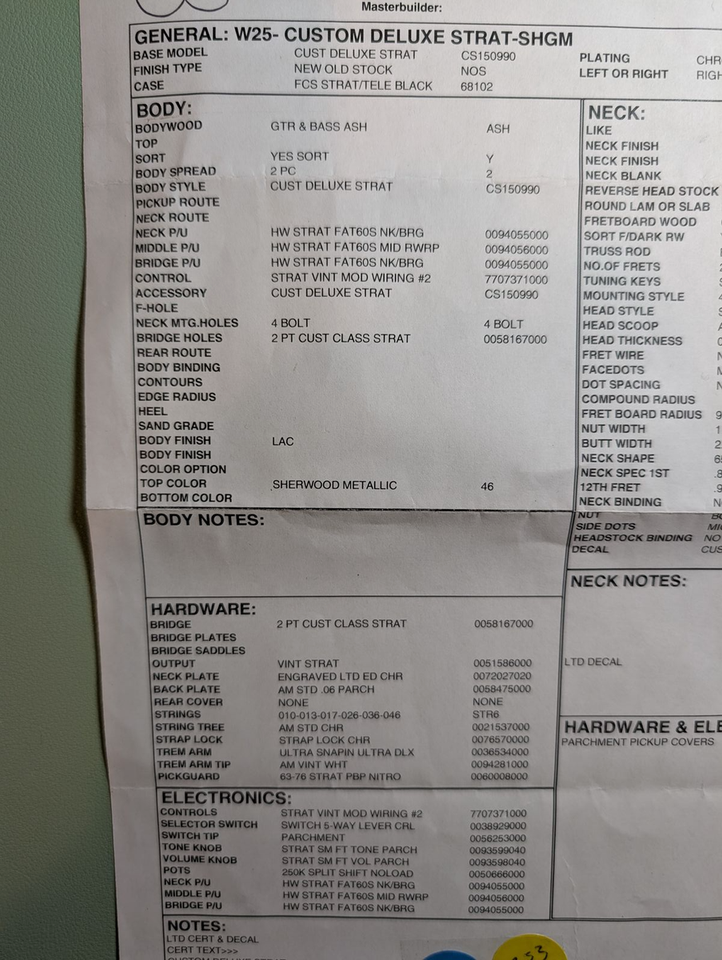 Masterbuilder:
GENERAL: W25- CUSTOM DELUXE STRAT-SHGM
BASE MODEL CUST DELUXE STRAT CS150990 PLATING CHR
FINISH TYPE NEW OLD STOCK NOS LEFT OR RIGHT RIGH
CASE FCS STRAT/TELE BLACK 68102
BODY:
BODYWOOD GTR & BASS ASH ASH
TOP
SORT YES SORT Y
BODY SPREAD 2 PC 2
BODY STYLE CUST DELUXE STRAT CS150990
PICKUP ROUTE
NECK ROUTE
NECK P/U HW STRAT FAT60S NK/BRG 0094055000
MIDDLE P/U HW STRAT FAT60S MID RWRP 0094056000
BRIDGE P/U HW STRAT FAT60S NK/BRG 0094055000
CONTROL STRAT VINT MOD WIRING #2 7707371000
ACCESSORY CUST DELUXE STRAT CS150990
F-HOLE
NECK MTG.HOLES 4 BOLT 4 BOLT
BRIDGE HOLES 2 PT CUST CLASS STRAT 0058167000
REAR ROUTE
BODY BINDING
CONTOURS
EDGE RADIUS
HEEL
SAND GRADE
BODY FINISH LAC
BODY FINISH
COLOR OPTION
TOP COLOR SHERWOOD METALLIC 46
BOTTOM COLOR
BODY NOTES:
HARDWARE:
BRIDGE 2 PT CUST CLASS STRAT 0058167000
BRIDGE PLATES
BRIDGE SADDLES
OUTPUT VINT STRAT 0051586000
NECK PLATE ENGRAVED LTD ED CHR 0072027020
BACK PLATE AM STD .06 PARCH 0058475000
REAR COVER NONE NONE
STRINGS 010-013-017-026-036-046 STR6
STRING TREE AM STD CHR 0021537000
STRAP LOCK STRAP LOCK CHR 0076570000
TREM ARM ULTRA SNAPIN ULTRA DLX 0036534000
TREM ARM TIP AM VINT WHT 0094281000
PICKGUARD 63-76 STRAT PBP NITRO 0060008000
ELECTRONICS:
CONTROLS STRAT VINT MOD WIRING #2 7707371000
SELECTOR SWITCH SWITCH 5-WAY LEVER CRL 0038929000
SWITCH TIP PARCHMENT 0056253000
TONE KNOB STRAT SM FT TONE PARCH 0093599040
VOLUME KNOB STRAT SM FT VOL PARCH 0093598040
POTS 250K SPLIT SHIFT NOLOAD 0050666000
NECK P/U HW STRAT FAT60S NK/BRG 0094055000
MIDDLE P/U HW STRAT FAT60S MID RWRP 0094056000
BRIDGE P/U HW STRAT FAT60S NK/BRG 0094055000
NOTES:
LTD CERT & DECAL
CERT TEXT>>>
NECK:
LIKE
NECK FINISH
NECK FINISH
NECK BLANK
REVERSE HEAD STOCK
ROUND LAM OR SLAB
FRETBOARD WOOD
SORT F/DARK RW
TRUSS ROD
NO.OF FRETS
TUNING KEYS
MOUNTING STYLE
HEAD STYLE
HEAD SCOOP
HEAD THICKNESS
FRET WIRE
FACEDOTS
DOT SPACING
COMPOUND RADIUS
FRET BOARD RADIUS 9
NUT WIDTH 1
BUTT WIDTH 2
NECK SHAPE 6
NECK SPEC 1ST .8
12TH FRET .9
NECK BINDING N
NUT
SIDE DOTS
HEADSTOCK BINDING NO
DECAL CUS
NECK NOTES:
LTD DECAL
HARDWARE & ELE
PARCHMENT PICKUP COVERS